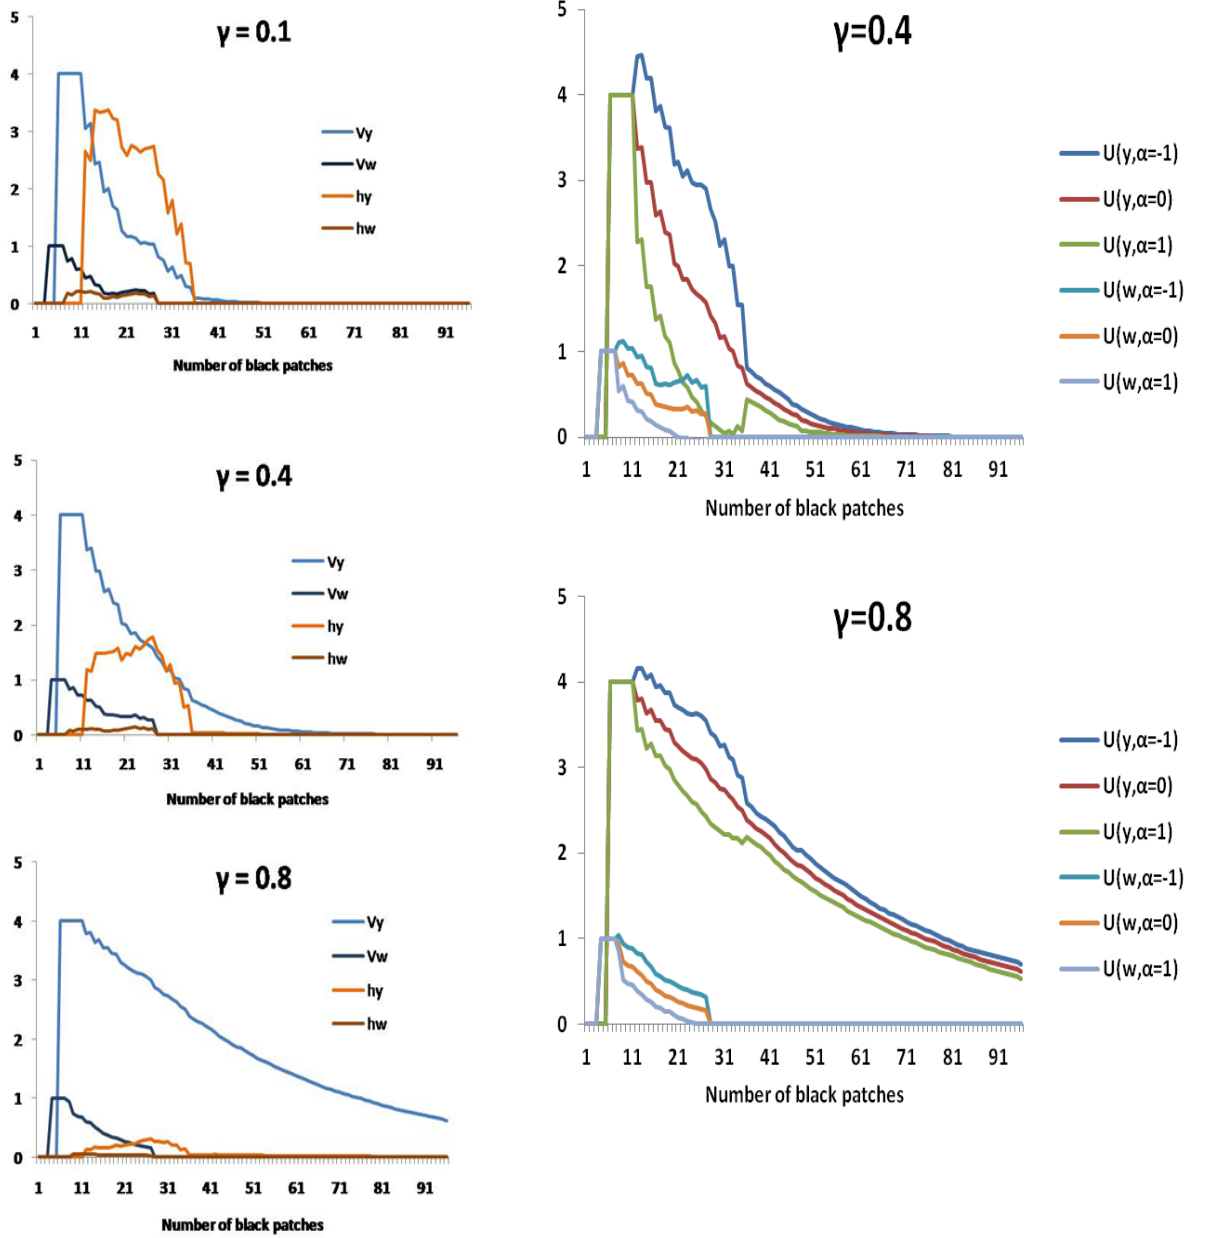 γ = 0.1
5
4
3
2
1
0
Vy
Vw
hy
hw
1 11 21 31 41 51 61 71 81 91
Number of black patches
γ = 0.4
5
4
3
2
1
0
Vy
Vw
hy
hw
1 11 21 31 41 51 61 71 81 91
Number of black patches
γ = 0.8
5
4
3
2
1
0
Vy
Vw
hy
hw
1 11 21 31 41 51 61 71 81 91
Number of black patches
γ=0.4
5
4
3
2
1
0
U(y,α=-1)
U(y,α=0)
U(y,α=1)
U(w,α=-1)
U(w,α=0)
U(w,α=1)
1 11 21 31 41 51 61 71 81 91
Number of black patches
γ=0.8
5
4
3
2
1
0
U(y,α=-1)
U(y,α=0)
U(y,α=1)
U(w,α=-1)
U(w,α=0)
U(w,α=1)
1 11 21 31 41 51 61 71 81 91
Number of black patches